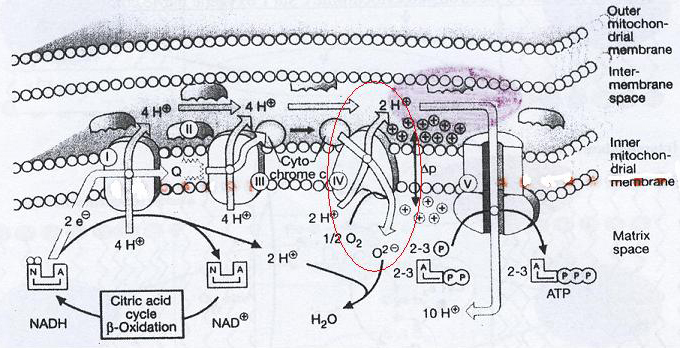 Outer
mitochon-
drial
membrane
Inter-
membrane
space
4 H⊕
4 H⊕
2 H⊕
I
II
Q
III
Cyto
chrome c
IV
Δp
V
Inner
mitochon-
drial
membrane
2 e⊖
4 H⊕
4 H⊕
2 H⊕
1/2 O₂
O²⊖
2 H⊕
2-3 P
Matrix
space
N A
N A
2-3 A P P
2-3 A P P P
ATP
NADH
Citric acid
cycle
β-Oxidation
NAD⊕
H₂O
10 H⊕